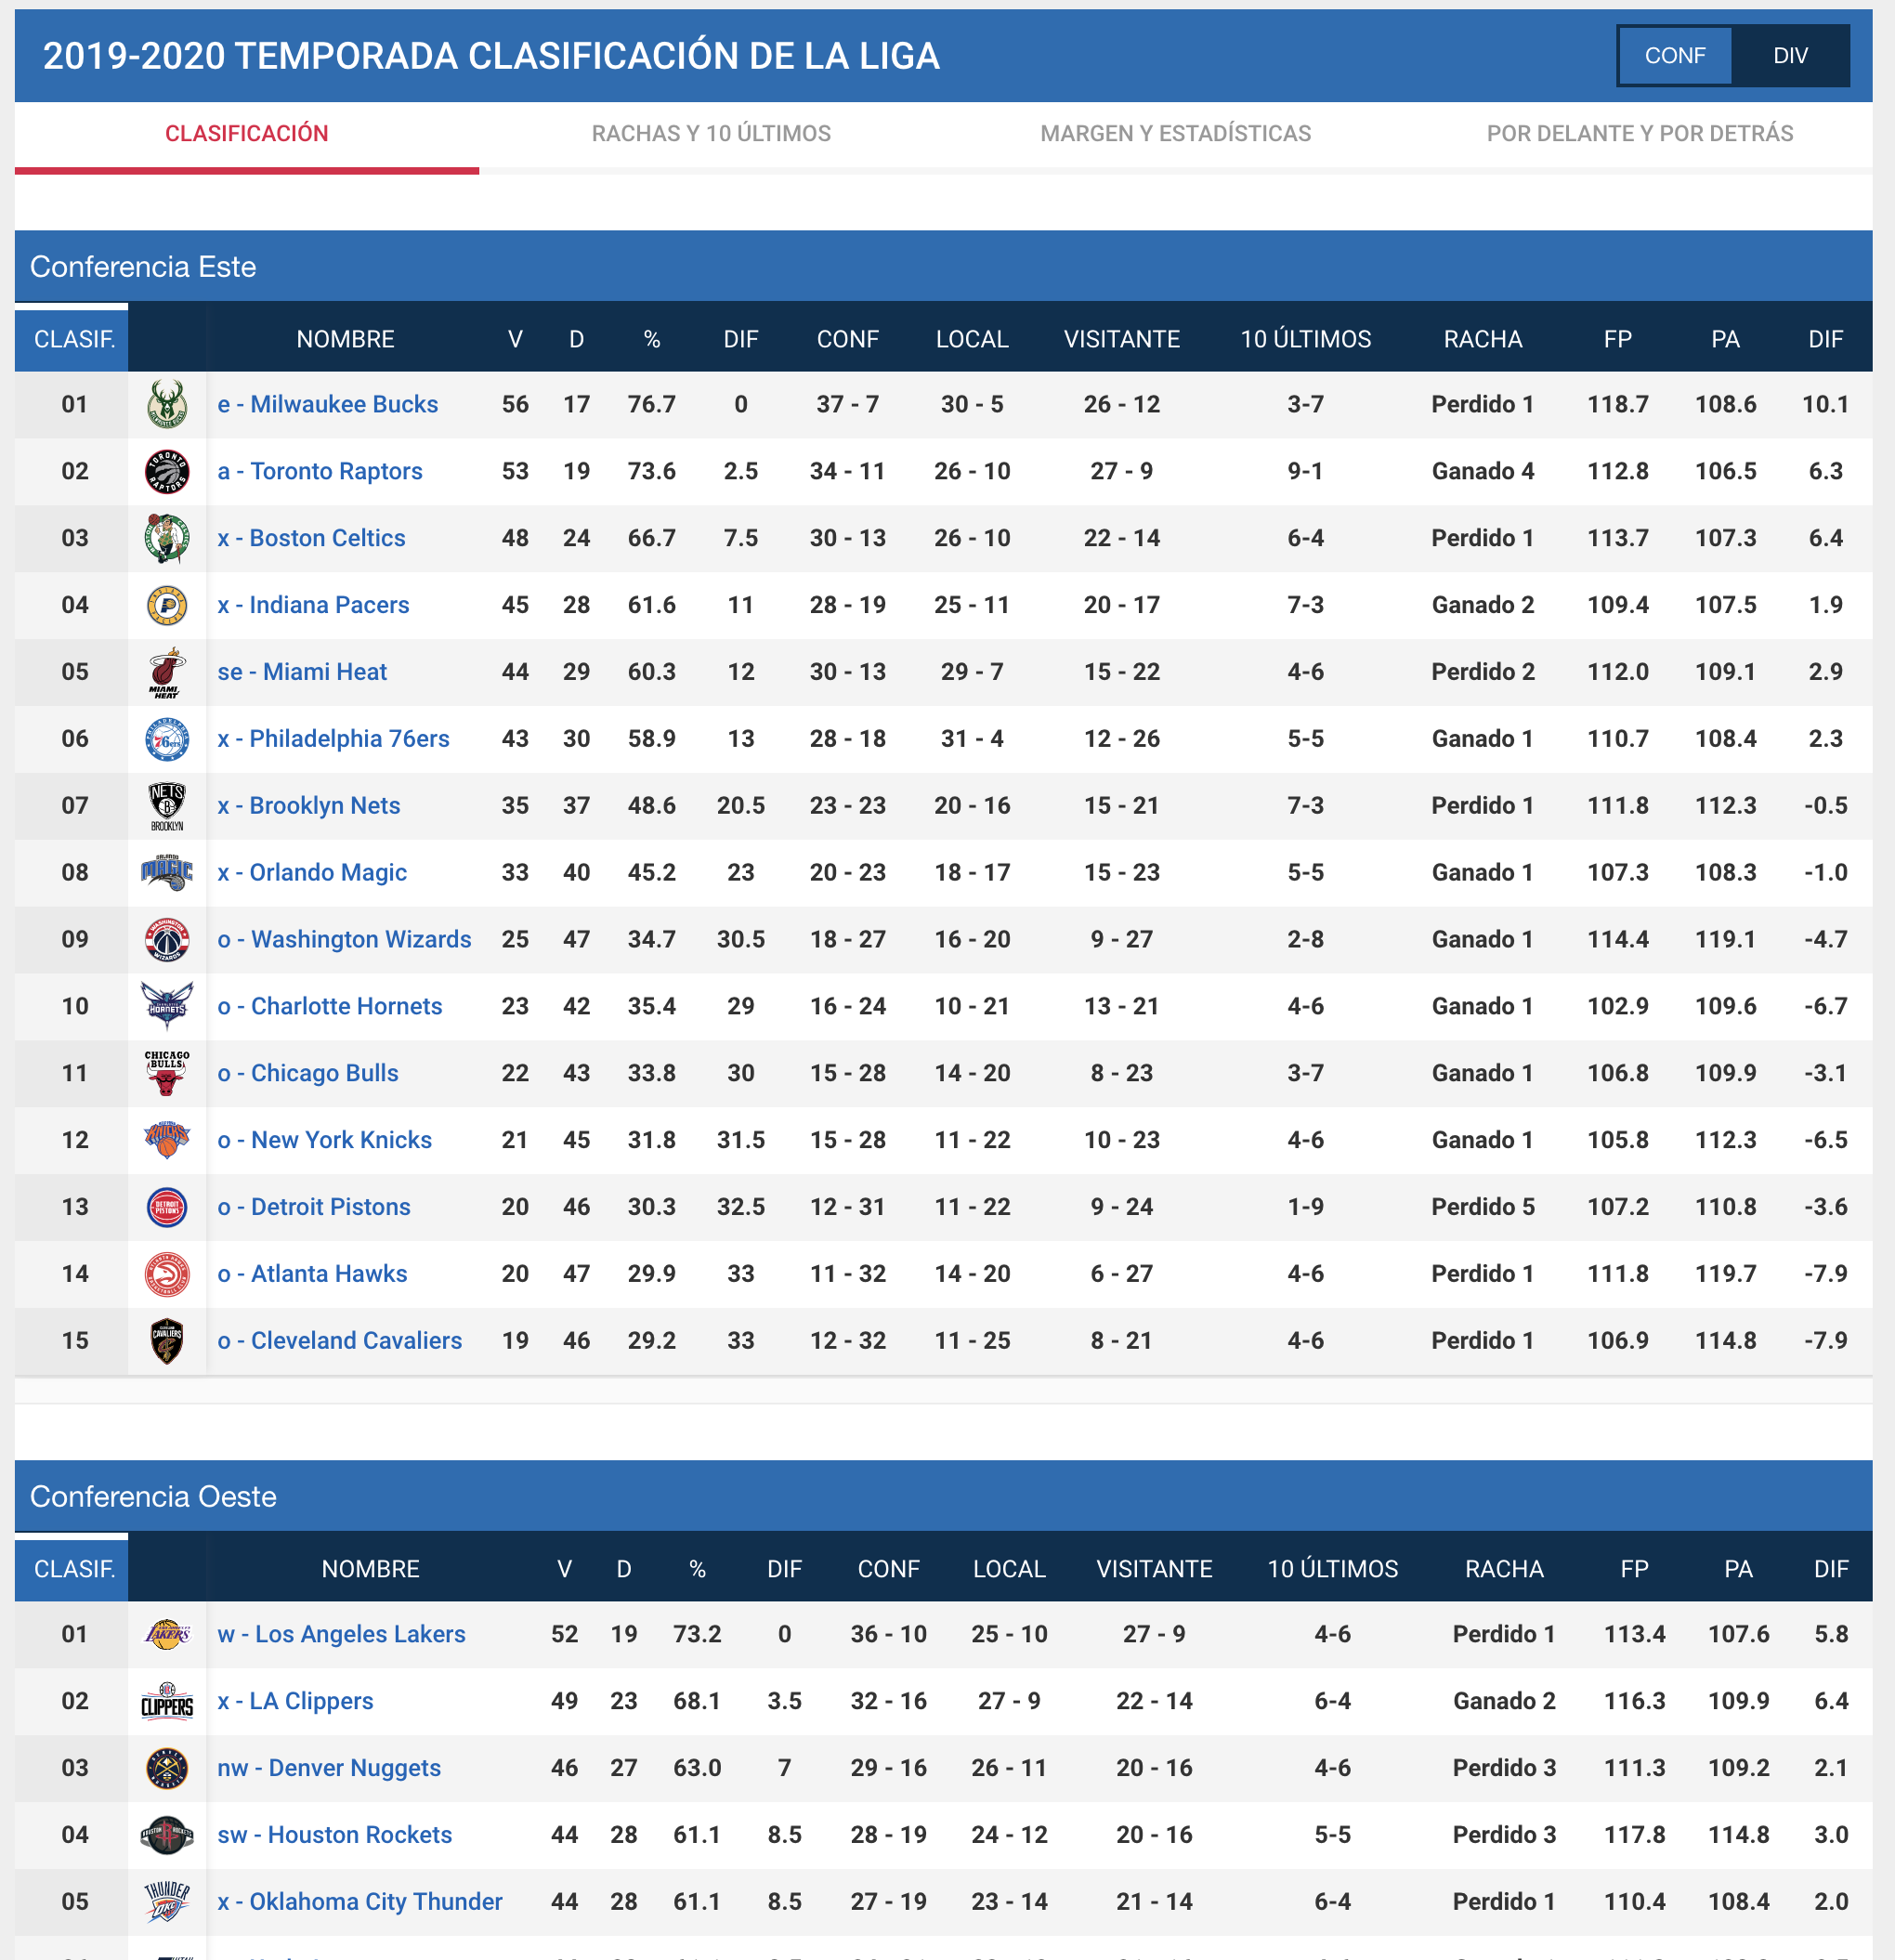 2019-2020 TEMPORADA CLASIFICACIÓN DE LA LIGA CONF DIV
CLASIFICACIÓN RACHAS Y 10 ÚLTIMOS MARGEN Y ESTADÍSTICAS POR DELANTE Y POR DETRÁS
Conferencia Este
CLASIF. NOMBRE V D % DIF CONF LOCAL VISITANTE 10 ÚLTIMOS RACHA FP PA DIF
01 e - Milwaukee Bucks 56 17 76.7 0 37 - 7 30 - 5 26 - 12 3-7 Perdido 1 118.7 108.6 10.1
02 a - Toronto Raptors 53 19 73.6 2.5 34 - 11 26 - 10 27 - 9 9-1 Ganado 4 112.8 106.5 6.3
03 x - Boston Celtics 48 24 66.7 7.5 30 - 13 26 - 10 22 - 14 6-4 Perdido 1 113.7 107.3 6.4
04 x - Indiana Pacers 45 28 61.6 11 28 - 19 25 - 11 20 - 17 7-3 Ganado 2 109.4 107.5 1.9
05 se - Miami Heat 44 29 60.3 12 30 - 13 29 - 7 15 - 22 4-6 Perdido 2 112.0 109.1 2.9
06 x - Philadelphia 76ers 43 30 58.9 13 28 - 18 31 - 4 12 - 26 5-5 Ganado 1 110.7 108.4 2.3
07 x - Brooklyn Nets 35 37 48.6 20.5 23 - 23 20 - 16 15 - 21 7-3 Perdido 1 111.8 112.3 -0.5
08 x - Orlando Magic 33 40 45.2 23 20 - 23 18 - 17 15 - 23 5-5 Ganado 1 107.3 108.3 -1.0
09 o - Washington Wizards 25 47 34.7 30.5 18 - 27 16 - 20 9 - 27 2-8 Ganado 1 114.4 119.1 -4.7
10 o - Charlotte Hornets 23 42 35.4 29 16 - 24 10 - 21 13 - 21 4-6 Ganado 1 102.9 109.6 -6.7
11 o - Chicago Bulls 22 43 33.8 30 15 - 28 14 - 20 8 - 23 3-7 Ganado 1 106.8 109.9 -3.1
12 o - New York Knicks 21 45 31.8 31.5 15 - 28 11 - 22 10 - 23 4-6 Ganado 1 105.8 112.3 -6.5
13 o - Detroit Pistons 20 46 30.3 32.5 12 - 31 11 - 22 9 - 24 1-9 Perdido 5 107.2 110.8 -3.6
14 o - Atlanta Hawks 20 47 29.9 33 11 - 32 14 - 20 6 - 27 4-6 Perdido 1 111.8 119.7 -7.9
15 o - Cleveland Cavaliers 19 46 29.2 33 12 - 32 11 - 25 8 - 21 4-6 Perdido 1 106.9 114.8 -7.9
Conferencia Oeste
CLASIF. NOMBRE V D % DIF CONF LOCAL VISITANTE 10 ÚLTIMOS RACHA FP PA DIF
01 w - Los Angeles Lakers 52 19 73.2 0 36 - 10 25 - 10 27 - 9 4-6 Perdido 1 113.4 107.6 5.8
02 x - LA Clippers 49 23 68.1 3.5 32 - 16 27 - 9 22 - 14 6-4 Ganado 2 116.3 109.9 6.4
03 nw - Denver Nuggets 46 27 63.0 7 29 - 16 26 - 11 20 - 16 4-6 Perdido 3 111.3 109.2 2.1
04 sw - Houston Rockets 44 28 61.1 8.5 28 - 19 24 - 12 20 - 16 5-5 Perdido 3 117.8 114.8 3.0
05 x - Oklahoma City Thunder 44 28 61.1 8.5 27 - 19 23 - 14 21 - 14 6-4 Perdido 1 110.4 108.4 2.0